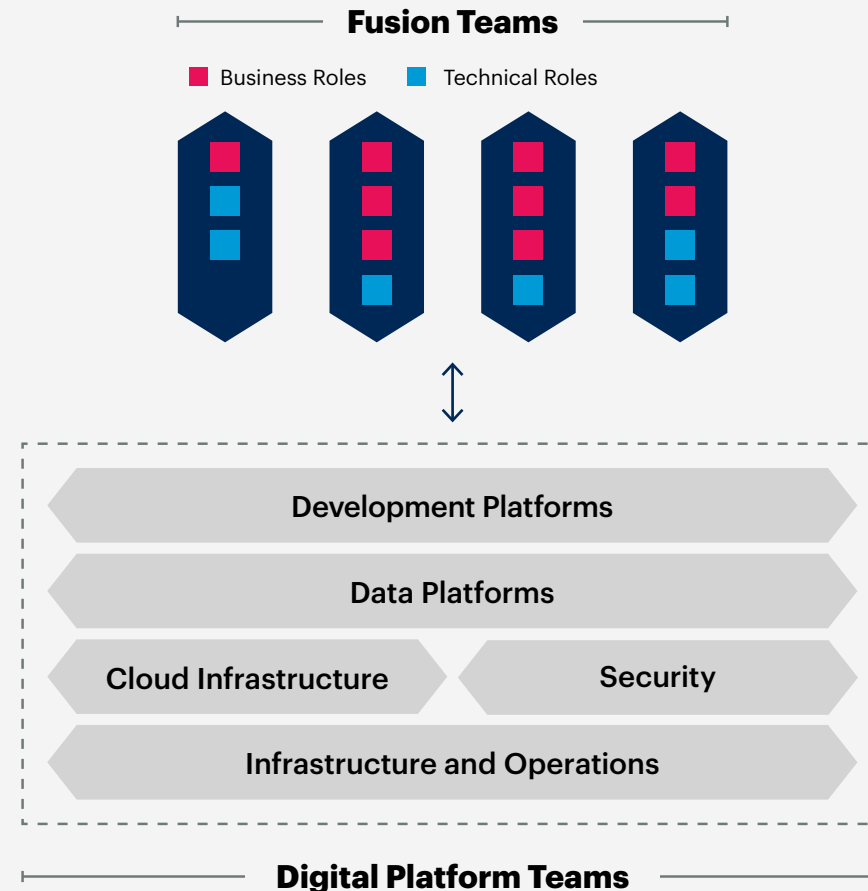 Fusion Teams
Business Roles Technical Roles
Development Platforms
Data Platforms
Cloud Infrastructure Security
Infrastructure and Operations
Digital Platform Teams